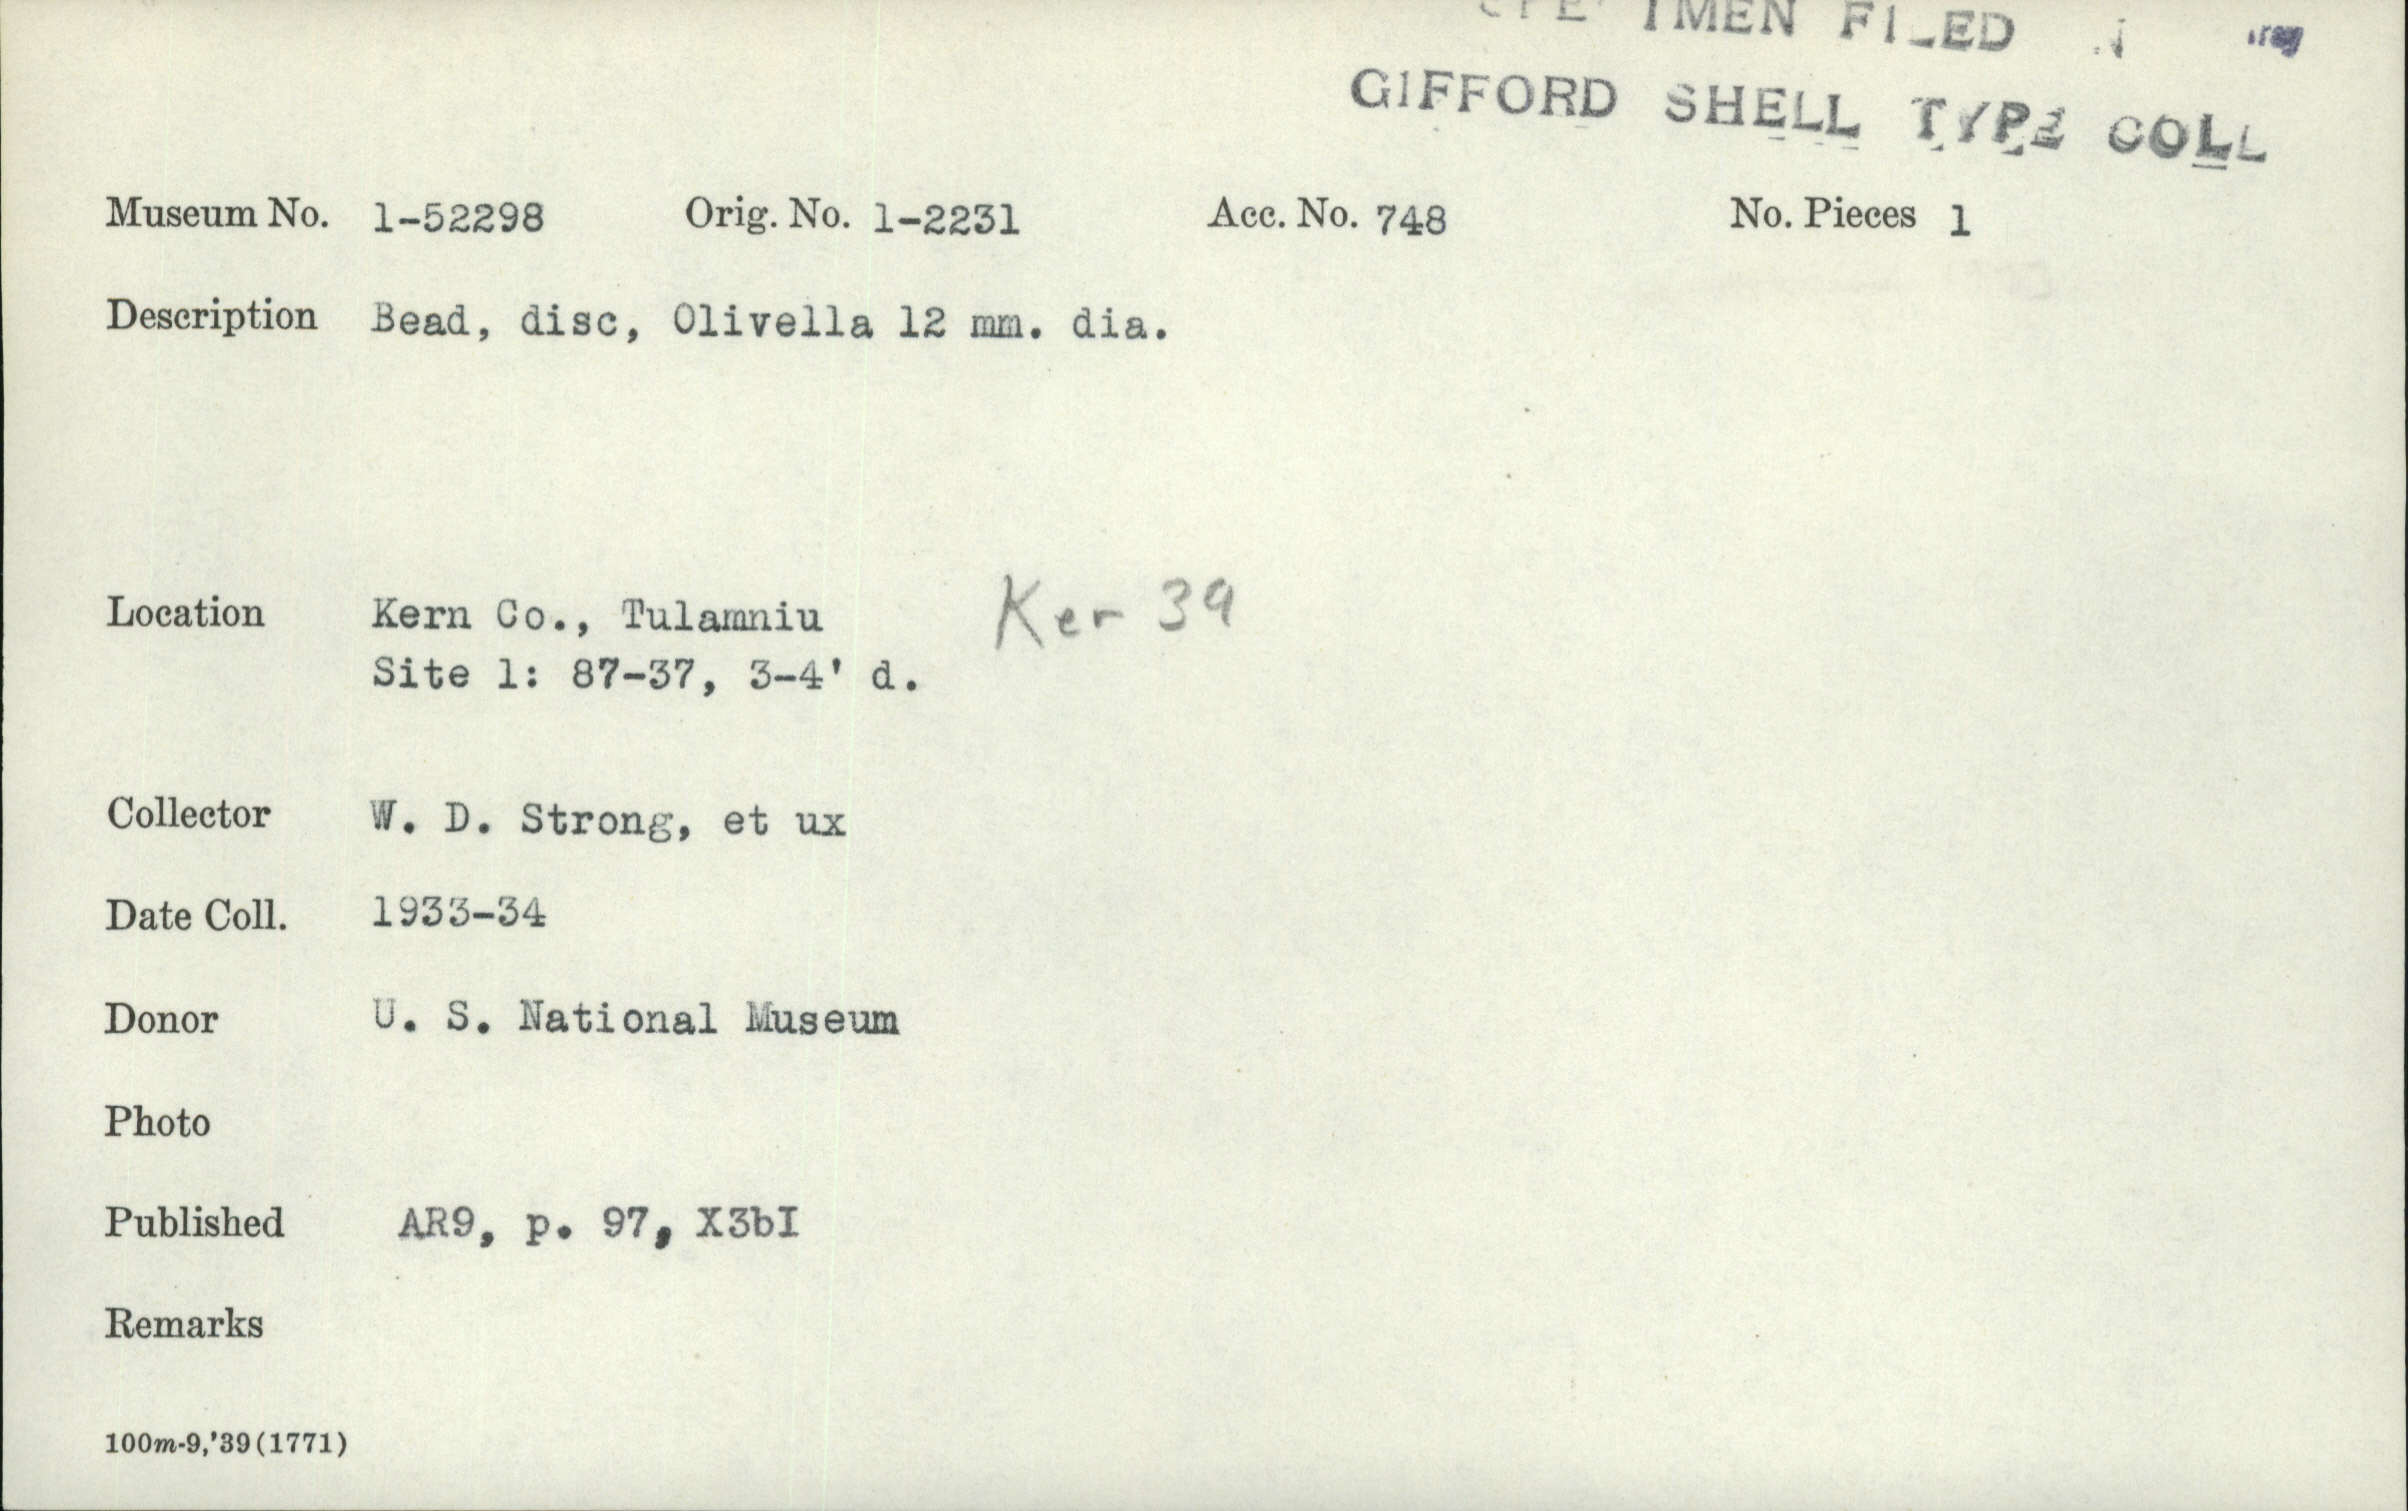 FILED
GIFFORD SHELL TYPE COLL
Museum No. 1-52298 Orig. No. 1-2231 Acc. No. 748 No. Pieces 1
Description Bead, disc, Olivella 12 mm. dia.
Location Kern Co., Tulamniu Ker 39
Site 1: 87-37, 3-4' d.
Collector W. D. Strong, et ux
Date Coll. 1933-34
Donor U. S. National Museum
Photo
Published AR9, p. 97, X3bI
Remarks
100m-9,'39(1771)